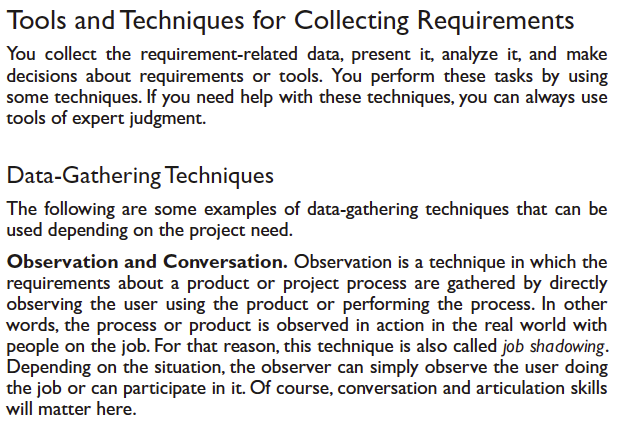 Tools and Techniques for Collecting Requirements
You collect the requirement-related data, present it, analyze it, and make
decisions about requirements or tools. You perform these tasks by using
some techniques. If you need help with these techniques, you can always use
tools of expert judgment.
Data-Gathering Techniques
The following are some examples of data-gathering techniques that can be
used depending on the project need.
Observation and Conversation. Observation is a technique in which the
requirements about a product or project process are gathered by directly
observing the user using the product or performing the process. In other
words, the process or product is observed in action in the real world with
people on the job. For that reason, this technique is also called job shadowing.
Depending on the situation, the observer can simply observe the user doing
the job or can participate in it. Of course, conversation and articulation skills
will matter here.